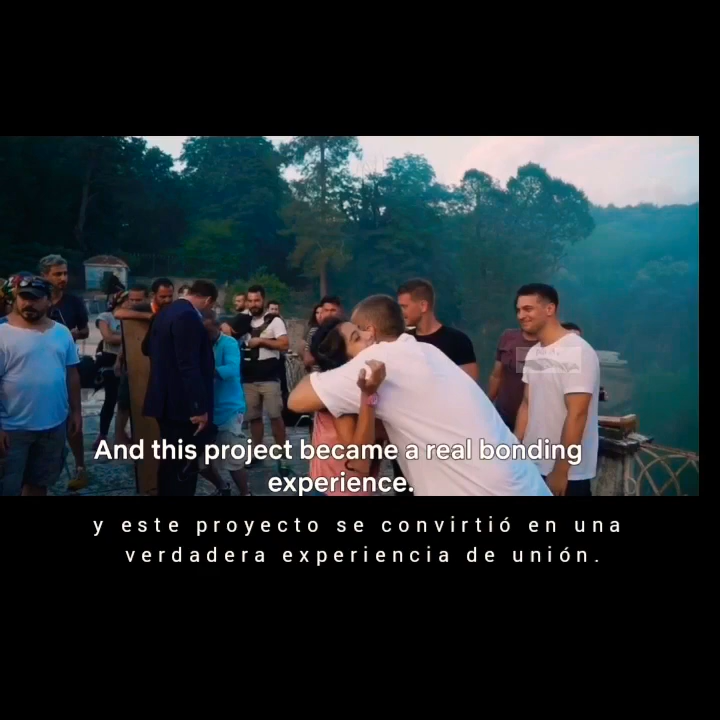 And this project became a real bonding
experience.
y este proyecto se convirtió en una
verdadera experiencia de unión.